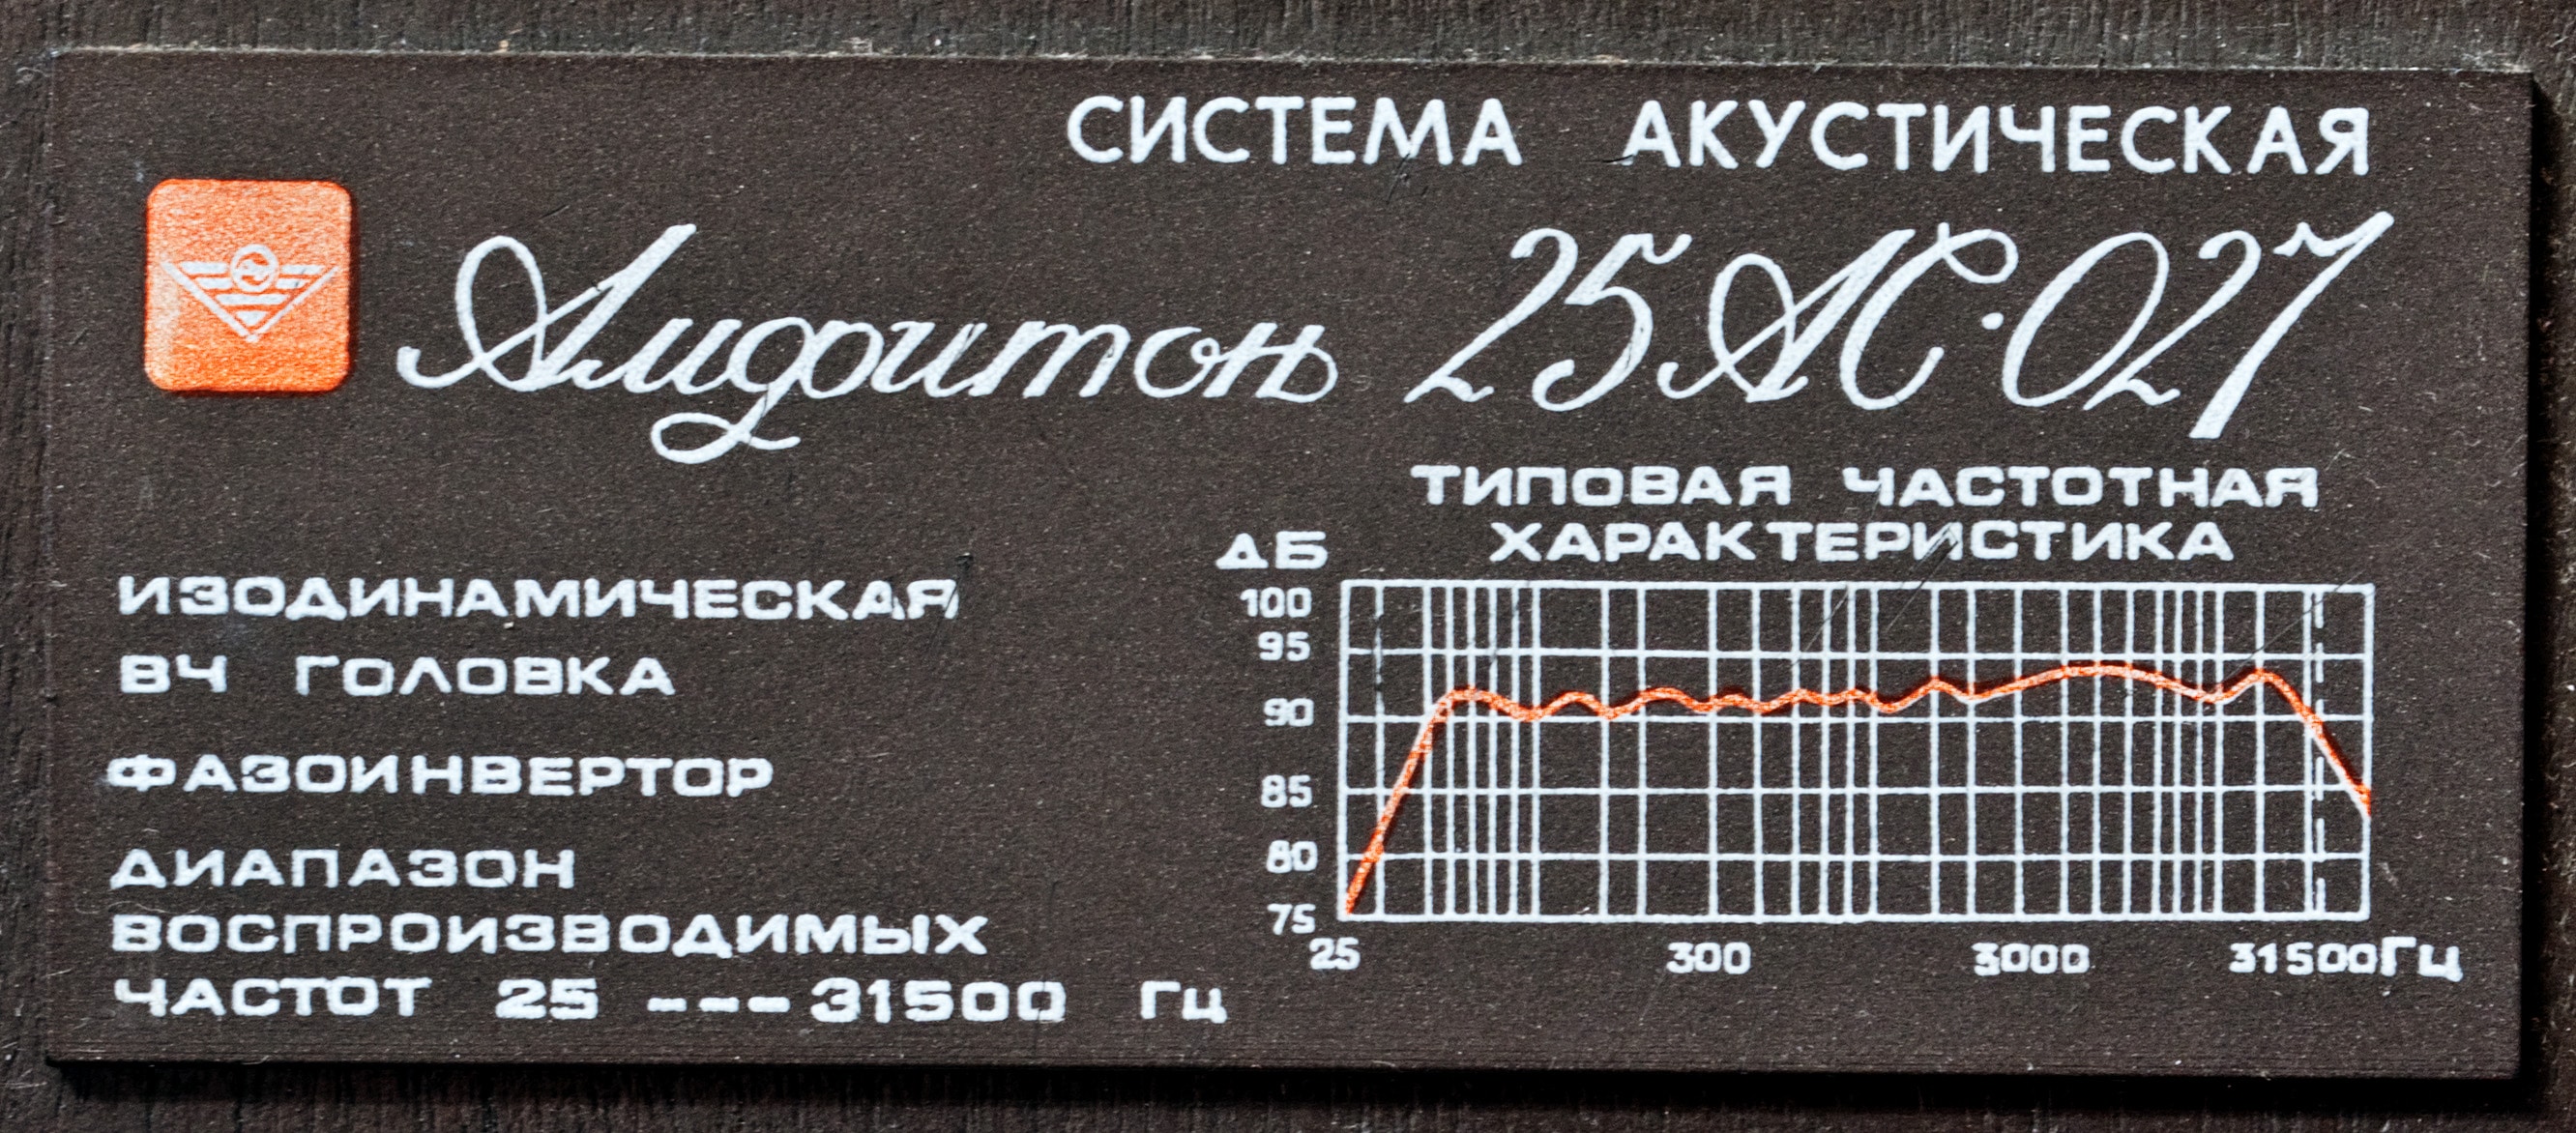 СИСТЕМА АКУСТИЧЕСКАЯ
Амфитон 25АС·027
ИЗОДИНАМИЧЕСКАЯ
ВЧ ГОЛОВКА
ФАЗОИНВЕРТОР
ДИАПАЗОН
ВОСПРОИЗВОДИМЫХ
ЧАСТОТ 25 ---31500 Гц
ТИПОВАЯ ЧАСТОТНАЯ
ХАРАКТЕРИСТИКА
дБ
100
95
90
85
80
75
25 300 3000 31500Гц